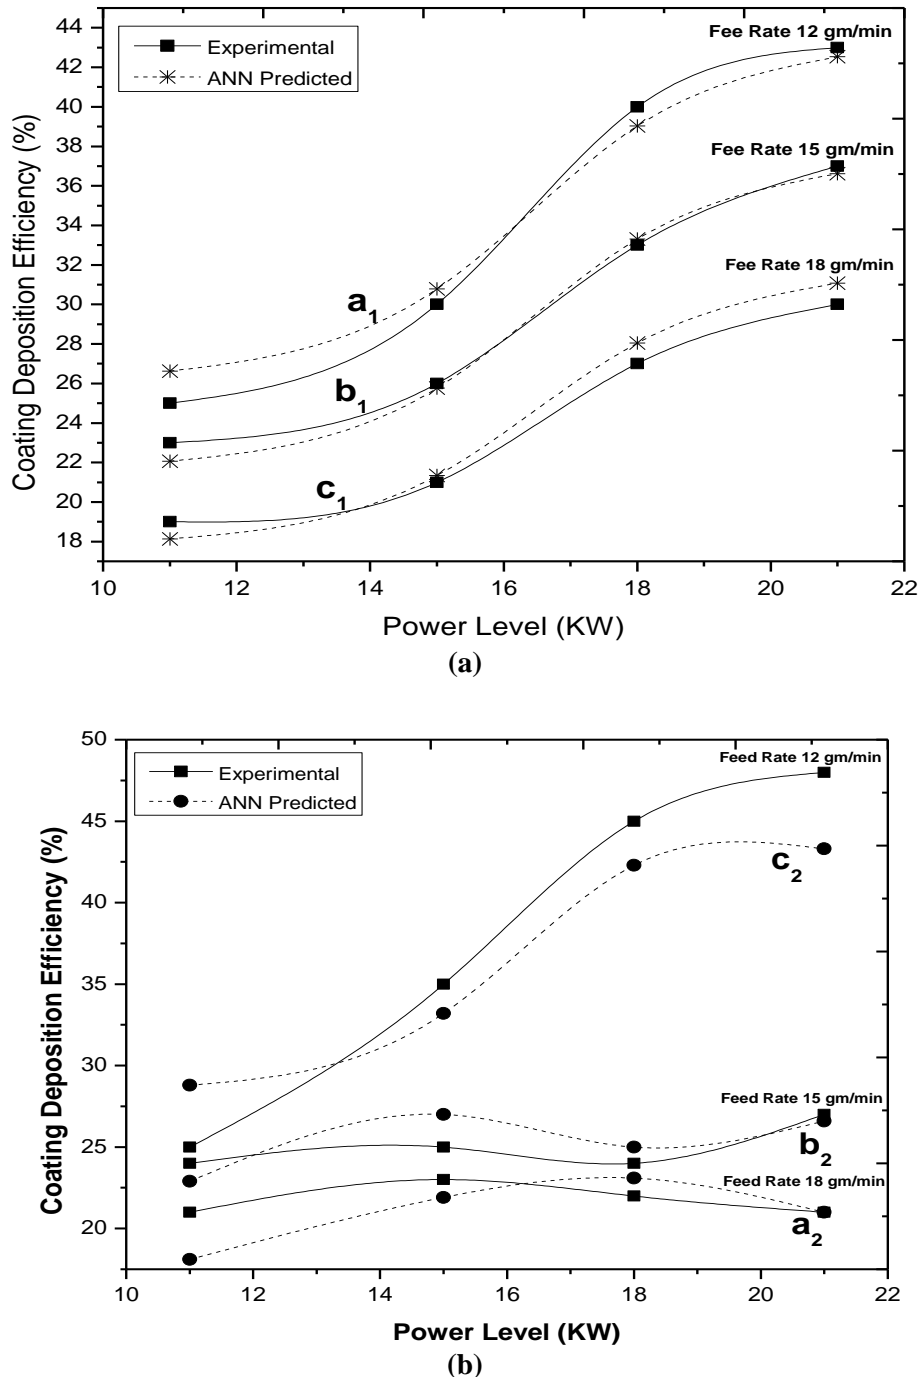 44
42
40
38
36
34
32
30
28
26
24
22
20
18
Coating Deposition Efficiency (%)
Experimental
ANN Predicted
Fee Rate 12 gm/min
Fee Rate 15 gm/min
Fee Rate 18 gm/min
a1
b1
c1
10 12 14 16 18 20 22
Power Level (KW)
(a)
50
45
40
35
30
25
20
Coating Deposition Efficiency (%)
Experimental
ANN Predicted
Feed Rate 12 gm/min
c2
Feed Rate 15 gm/min
b2
Feed Rate 18 gm/min
a2
10 12 14 16 18 20 22
Power Level (KW)
(b)